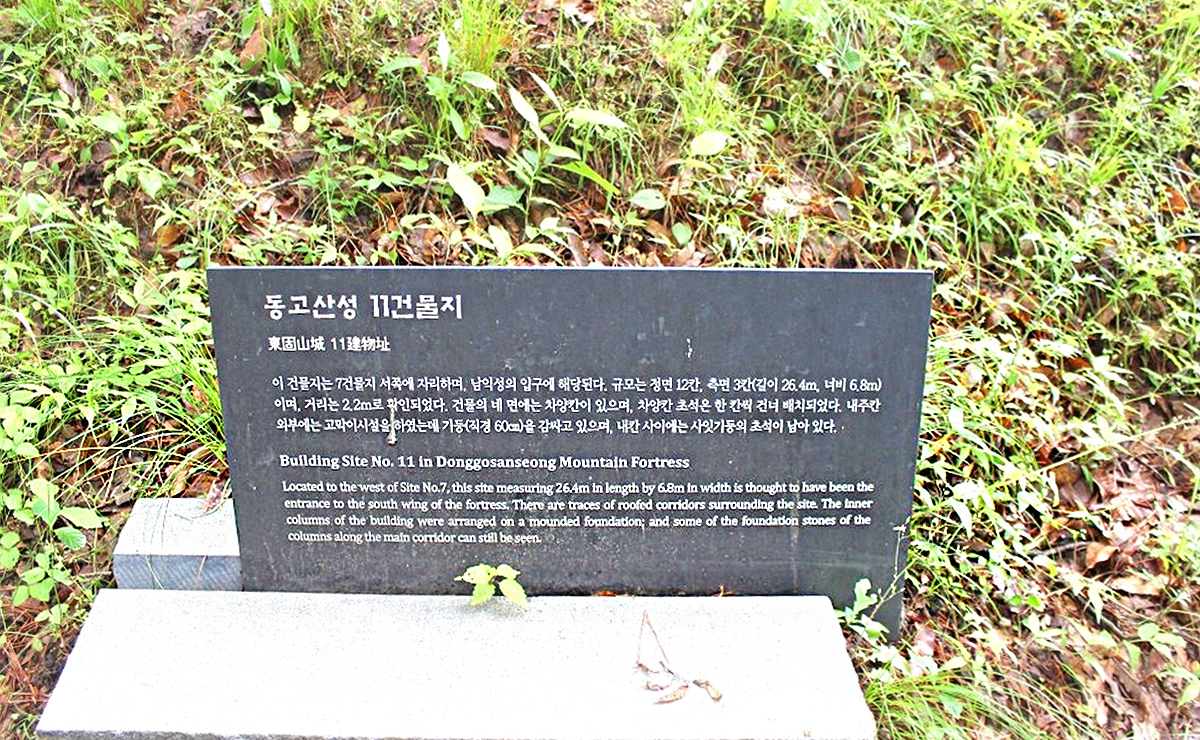 동고산성 11건물지
東固山城 11建物址
이 건물지는 7건물지 서쪽에 자리하며, 남익성의 입구에 해당된다. 규모는 정면 12칸, 측면 3칸(길이 26.4m, 너비 6.8m)
이며, 거리는 2.2m로 확인되었다. 건물의 네 면에는 차양칸이 있으며, 차양칸 초석은 한 칸씩 건너 배치되었다. 내주칸
외부에는 고막이시설을 하였는데 기둥(직경 60㎝)을 감싸고 있으며, 내칸 사이에는 사잇기둥의 초석이 남아 있다.
Building Site No. 11 in Donggosanseong Mountain Fortress
Located to the west of Site No.7, this site measuring 26.4m in length by 6.8m in width is thought to have been the
entrance to the south wing of the fortress. There are traces of roofed corridors surrounding the site. The inner
columns of the building were arranged on a mounded foundation; and some of the foundation stones of the
columns along the main corridor can still be seen.